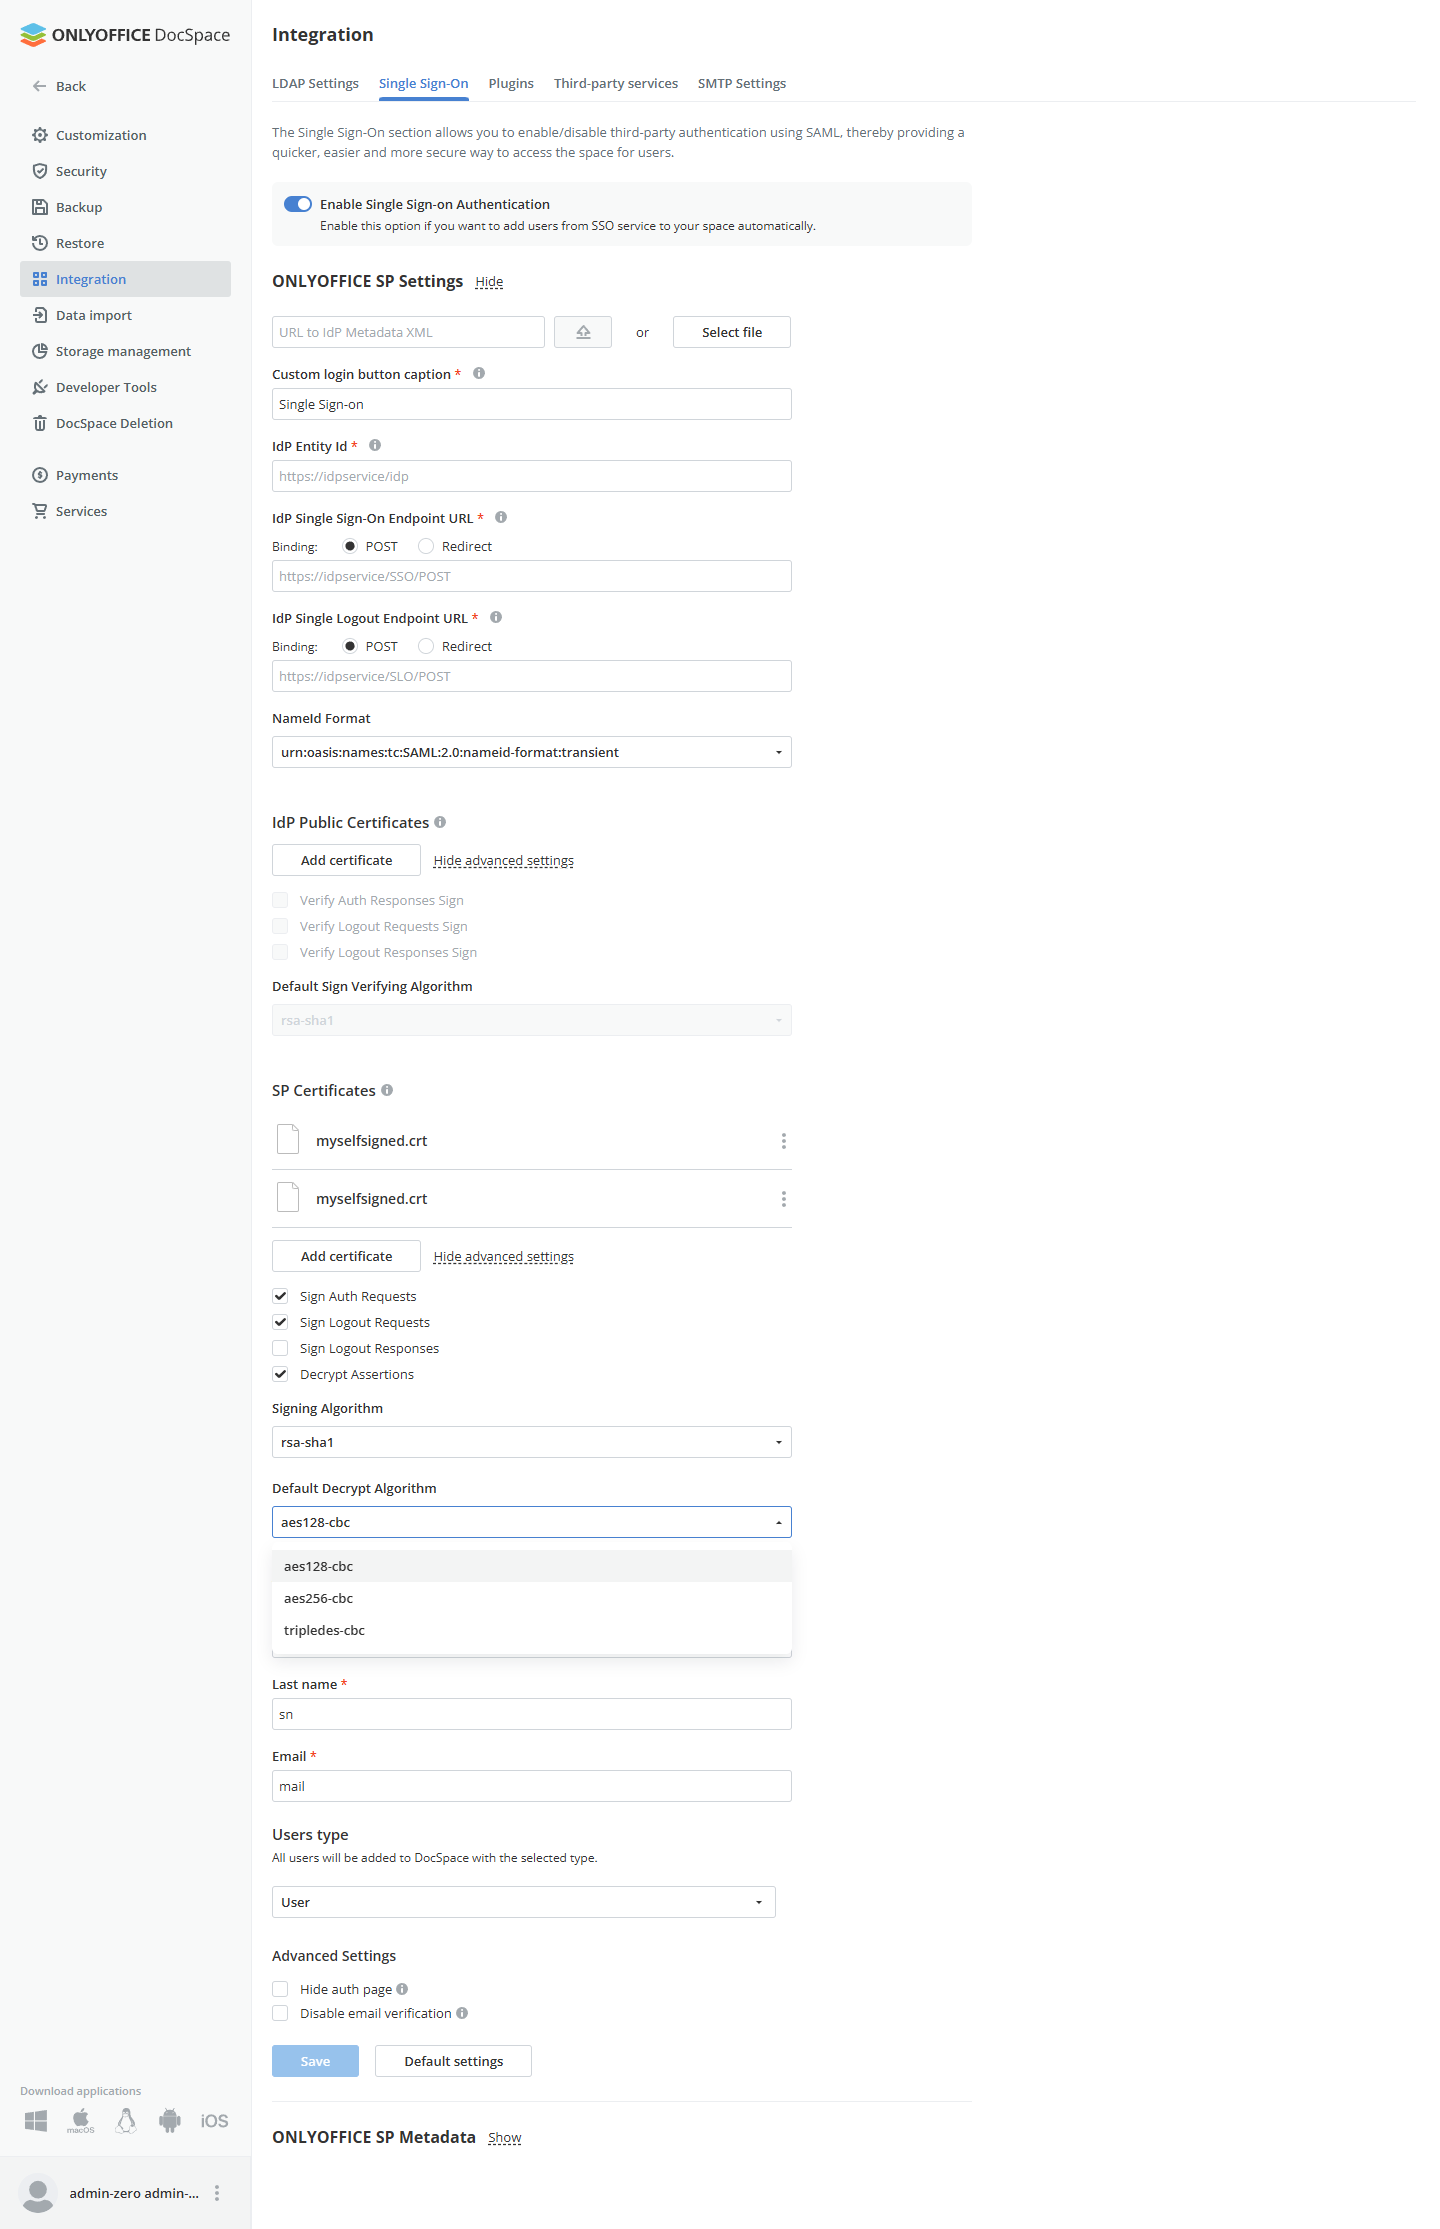 ONLYOFFICE DocSpace
Back
Customization
Security
Backup
Restore
Integration
Data import
Storage management
Developer Tools
DocSpace Deletion
Payments
Services
Download applications
macOS
iOS
admin-zero admin-...
Integration
LDAP Settings
Single Sign-On
Plugins
Third-party services
SMTP Settings
The Single Sign-On section allows you to enable/disable third-party authentication using SAML, thereby providing a
quicker, easier and more secure way to access the space for users.
Enable Single Sign-on Authentication
Enable this option if you want to add users from SSO service to your space automatically.
ONLYOFFICE SP Settings Hide
URL to IdP Metadata XML or Select file
Custom login button caption *
Single Sign-on
IdP Entity Id *
https://idpservice/idp
IdP Single Sign-On Endpoint URL *
Binding: POST Redirect
https://idpservice/SSO/POST
IdP Single Logout Endpoint URL *
Binding: POST Redirect
https://idpservice/SLO/POST
NameId Format
urn:oasis:names:tc:SAML:2.0:nameid-format:transient
IdP Public Certificates
Add certificate Hide advanced settings
Verify Auth Responses Sign
Verify Logout Requests Sign
Verify Logout Responses Sign
Default Sign Verifying Algorithm
rsa-sha1
SP Certificates
myselfsigned.crt
myselfsigned.crt
Add certificate Hide advanced settings
Sign Auth Requests
Sign Logout Requests
Sign Logout Responses
Decrypt Assertions
Signing Algorithm
rsa-sha1
Default Decrypt Algorithm
aes128-cbc
aes128-cbc
aes256-cbc
tripledes-cbc
Last name *
sn
Email *
mail
Users type
All users will be added to DocSpace with the selected type.
User
Advanced Settings
Hide auth page
Disable email verification
Save Default settings
ONLYOFFICE SP Metadata Show